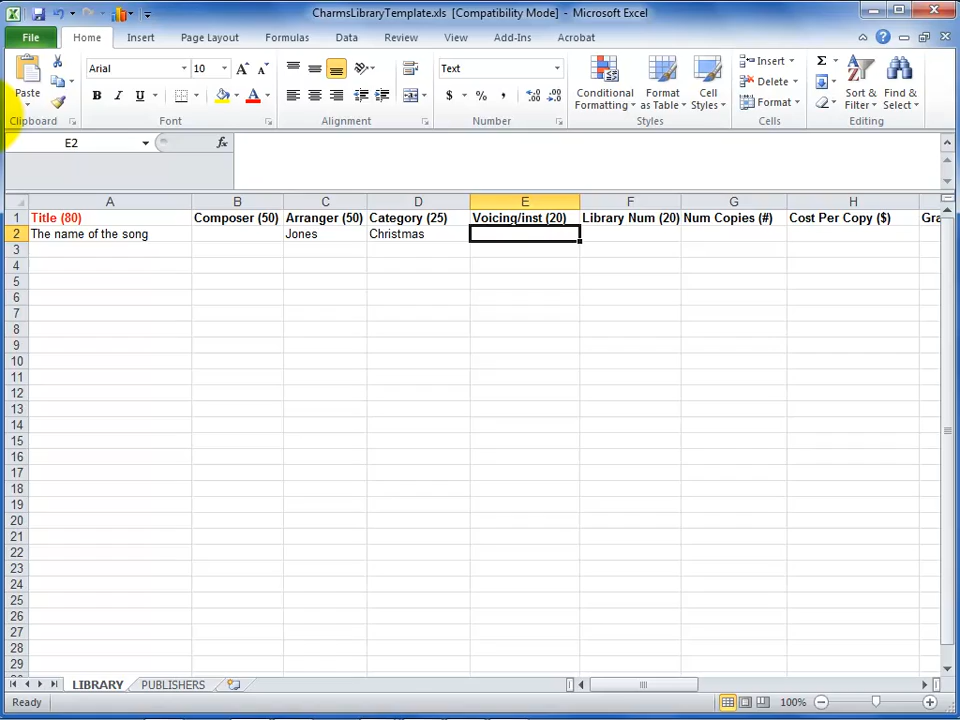 CharmsLibraryTemplate.xls [Compatibility Mode] - Microsoft Excel
File Home Insert Page Layout Formulas Data Review View Add-Ins Acrobat
Paste
Clipboard
Arial 10
B I U A
Font
Alignment
Text
$ % ,
Number
Conditional Formatting
Format as Table
Cell Styles
Styles
Insert
Delete
Format
Cells
Sort & Filter
Find & Select
Editing
E2 fx
A B C D E F G H
1 Title (80) Composer (50) Arranger (50) Category (25) Voicing/inst (20) Library Num (20) Num Copies (#) Cost Per Copy ($) Gra
2 The name of the song Jones Christmas
3
4
5
6
7
8
9
10
11
12
13
14
15
16
17
18
19
20
21
22
23
24
25
26
27
28
29
LIBRARY PUBLISHERS
Ready 100%